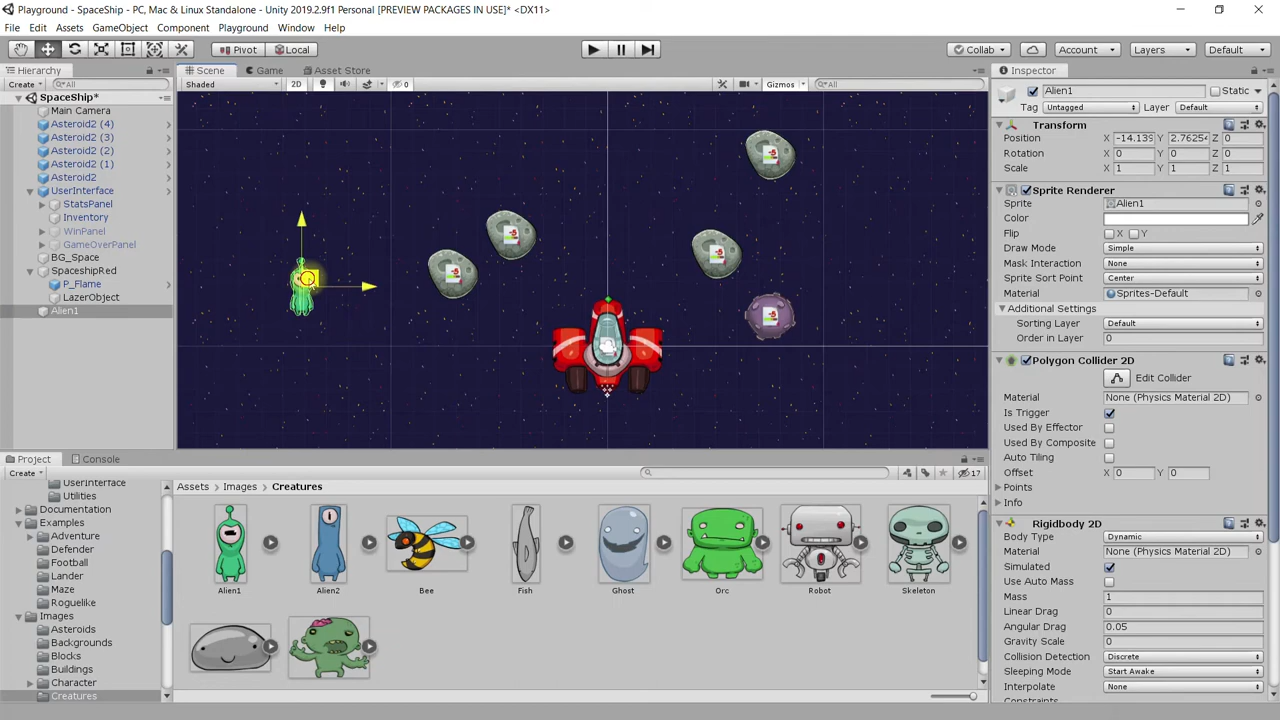 Playground - SpaceShip - PC, Mac & Linux Standalone - Unity 2019.2.9f1 Personal [PREVIEW PACKAGES IN USE]* <DX11>
File Edit Assets GameObject Component Playground Window Help
Pivot Local Collab Account Layers Default
Hierarchy
Create All
SpaceShip*
Main Camera
Asteroid2 (4)
Asteroid2 (3)
Asteroid2 (2)
Asteroid2 (1)
Asteroid2
UserInterface
StatsPanel
Inventory
WinPanel
GameOverPanel
BG_Space
SpaceshipRed
P_Flame
LazerObject
Alien1
Scene Game Asset Store
Shaded 2D 0 Gizmos All
-5
-5
-5
-5
-5
Inspector
Alien1 Static
Tag Untagged Layer Default
Transform
Position X -14.139 Y 2.76254 Z 0
Rotation X 0 Y 0 Z 0
Scale X 1 Y 1 Z 1
Sprite Renderer
Sprite Alien1
Color
Flip X Y
Draw Mode Simple
Mask Interaction None
Sprite Sort Point Center
Material Sprites-Default
Additional Settings
Sorting Layer Default
Order in Layer 0
Polygon Collider 2D
Edit Collider
Material None (Physics Material 2D)
Is Trigger
Used By Effector
Used By Composite
Auto Tiling
Offset X 0 Y 0
Points
Info
Rigidbody 2D
Body Type Dynamic
Material None (Physics Material 2D)
Simulated
Use Auto Mass
Mass 1
Linear Drag 0
Angular Drag 0.05
Gravity Scale 0
Collision Detection Discrete
Sleeping Mode Start Awake
Interpolate None
Constraints
Project Console
Create 17
UserInterface
Utilities
Documentation
Examples
Adventure
Defender
Football
Lander
Maze
Roguelike
Images
Asteroids
Backgrounds
Blocks
Buildings
Character
Creatures
Assets Images Creatures
Alien1 Alien2 Bee Fish Ghost Orc Robot Skeleton